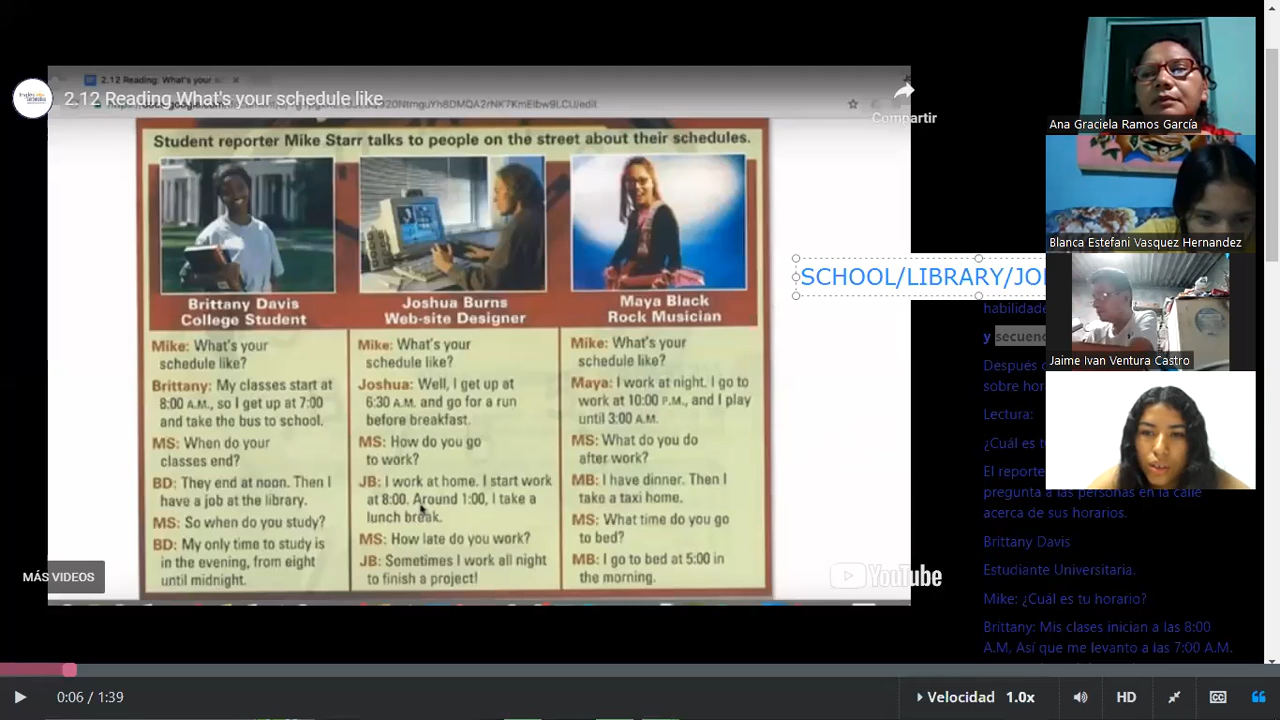 2.12 Reading: What's your
2.12 Reading What's your schedule like
Compartir
Student reporter Mike Starr talks to people on the street about their schedules.
Brittany Davis
College Student
Mike: What's your
schedule like?
Brittany: My classes start at
8:00 A.M., so I get up at 7:00
and take the bus to school.
MS: When do your
classes end?
BD: They end at noon. Then I
have a job at the library.
MS: So when do you study?
BD: My only time to study is
in the evening, from eight
until midnight.
Joshua Burns
Web-site Designer
Mike: What's your
schedule like?
Joshua: Well, I get up at
6:30 A.M. and go for a run
before breakfast.
MS: How do you go
to work?
JB: I work at home. I start work
at 8:00. Around 1:00, I take a
lunch break.
MS: How late do you work?
JB: Sometimes I work all night
to finish a project!
Maya Black
Rock Musician
Mike: What's your
schedule like?
Maya: I work at night. I go to
work at 10:00 P.M., and I play
until 3:00 A.M.
MS: What do you do
after work?
MB: I have dinner. Then I
take a taxi home.
MS: What time do you go
to bed?
MB: I go to bed at 5:00 in
the morning.
MÁS VIDEOS
YouTube
SCHOOL/LIBRARY/JO
habilidade
y secuenc
Después
sobre hor
Lectura:
¿Cuál es t
El report
pregunta a las personas en la calle
acerca de sus horarios.
Brittany Davis
Estudiante Universitaria.
Mike: ¿Cuál es tu horario?
Brittany: Mis clases inician a las 8:00
A.M, Así que me levanto a las 7:00 A.M.
Ana Graciela Ramos García
Blanca Estefani Vasquez Hernandez
Jaime Ivan Ventura Castro
0:06 / 1:39
Velocidad 1.0x
HD